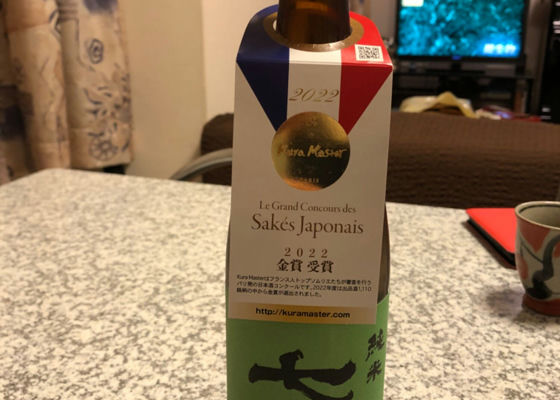 2022
Kura Master
PARIS
Le Grand Concours des
Sakés Japonais
2022
金賞 受賞
Kura Masterはフランス人トップソムリエたちが審査を行う
パリ発の日本酒コンクールです。2022年度は出品酒1,110
銘柄の中から金賞が選出されました。
http://kuramaster.com
純米
七